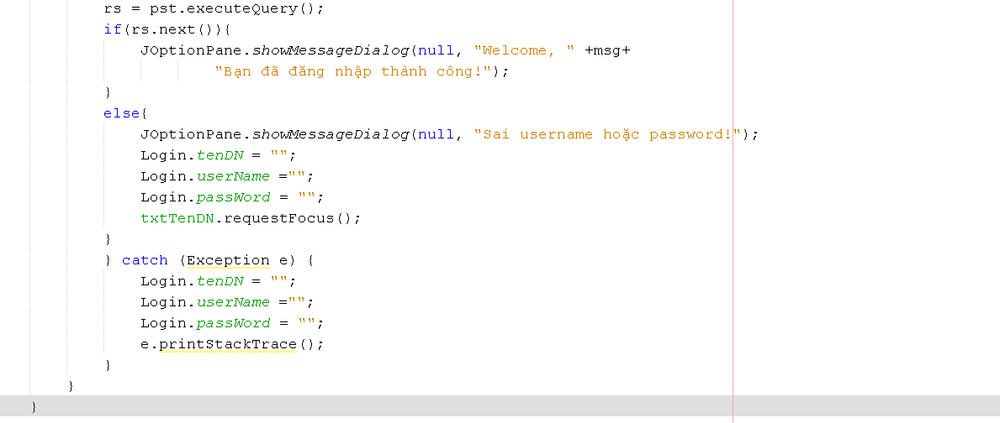 rs = pst.executeQuery();
if(rs.next()){
JOptionPane.showMessageDialog(null, "Welcome, " +msg+
"Bạn đã đăng nhập thành công!");
}
else{
JOptionPane.showMessageDialog(null, "Sai username hoặc password!");
Login.tenDN = "";
Login.userName ="";
Login.passWord = "";
txtTenDN.requestFocus();
}
} catch (Exception e) {
Login.tenDN = "";
Login.userName ="";
Login.passWord = "";
e.printStackTrace();
}
}
}